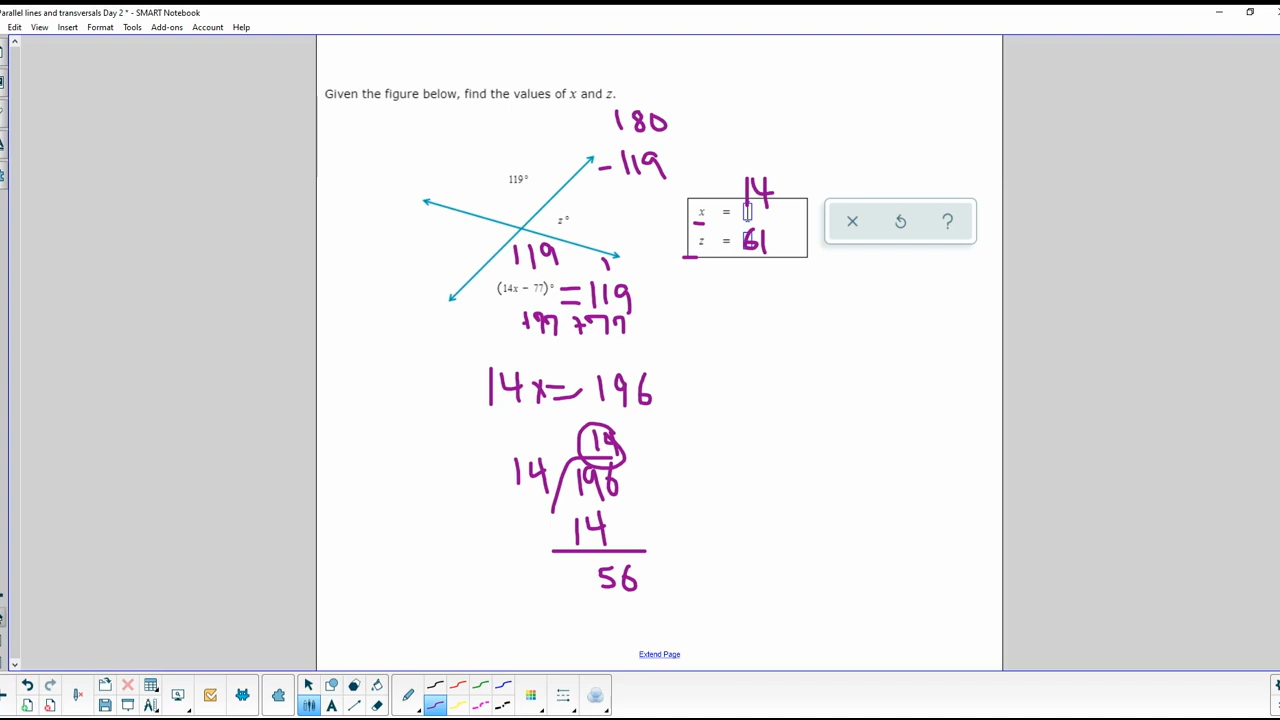 Parallel lines and transversals Day 2 * - SMART Notebook
Edit View Insert Format Tools Add-ons Account Help
Given the figure below, find the values of x and z.
180
- 119
119°
z°
119
(14x - 77)° = 119
+77 +77
x = 14
z = 61
14x = 196
14
14 196
14
56
Extend Page